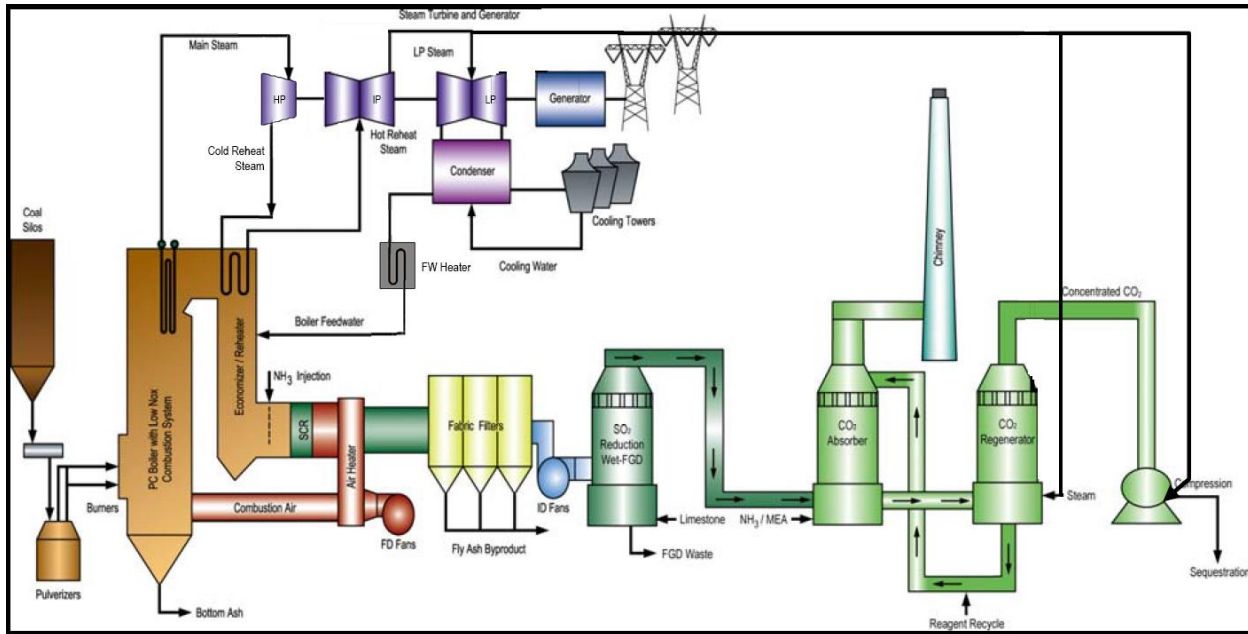 Steam Turbine and Generator
Main Steam
LP Steam
HP
IP
LP
Generator
Hot Reheat
Steam
Cold Reheat
Steam
Condenser
Cooling Towers
Coal
Silos
FW Heater
Cooling Water
Chimney
Concentrated CO₂
Boiler Feedwater
PC Boiler with Low Nox
Combustion System
Economizer / Reheater
NH₃ Injection
SCR
Air Heater
Fabric Filters
SO₂
Reduction
Wet-FGD
CO₂
Absorber
CO₂
Regenerator
Compression
Burners
Combustion Air
ID Fans
Limestone
NH₃ / MEA
Steam
FD Fans
Fly Ash Byproduct
FGD Waste
Sequestration
Pulverizers
Bottom Ash
Reagent Recycle